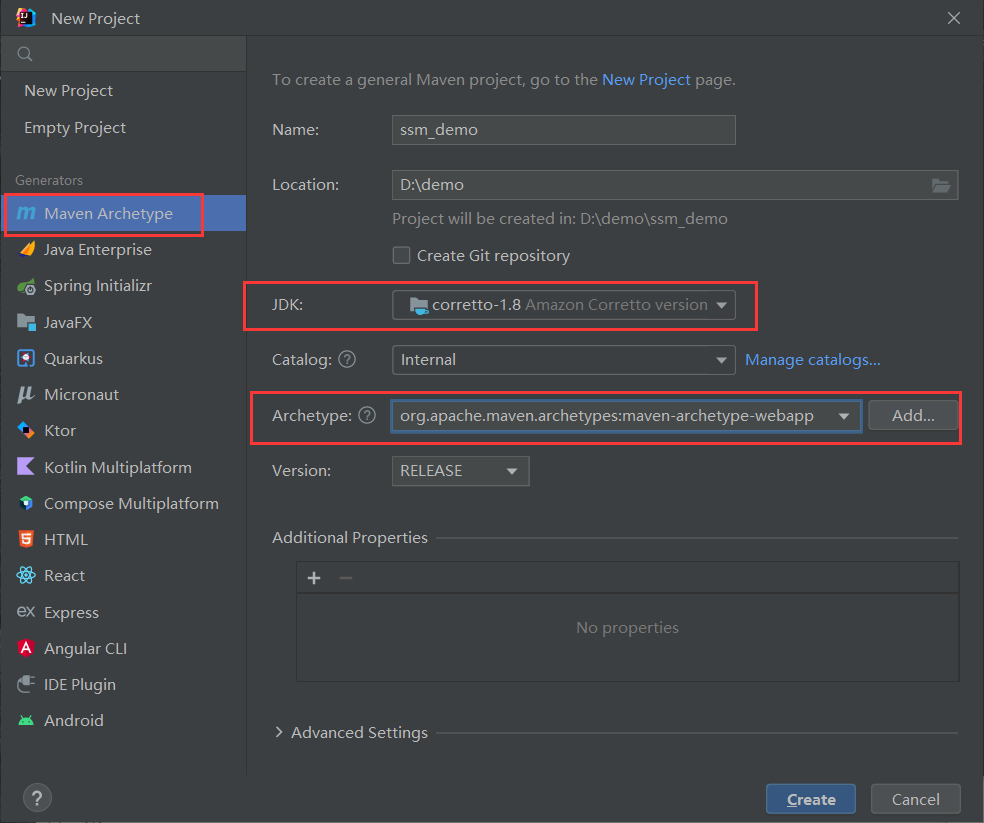 New Project
New Project
Empty Project
Generators
Maven Archetype
Java Enterprise
Spring Initializr
JavaFX
Quarkus
Micronaut
Ktor
Kotlin Multiplatform
Compose Multiplatform
HTML
React
Express
Angular CLI
IDE Plugin
Android
To create a general Maven project, go to the New Project page.
Name: ssm_demo
Location: D:\demo
Project will be created in: D:\demo\ssm_demo
Create Git repository
JDK: corretto-1.8 Amazon Corretto version
Catalog: ? Internal Manage catalogs...
Archetype: ? org.apache.maven.archetypes:maven-archetype-webapp Add...
Version: RELEASE
Additional Properties
No properties
Advanced Settings
? Create Cancel